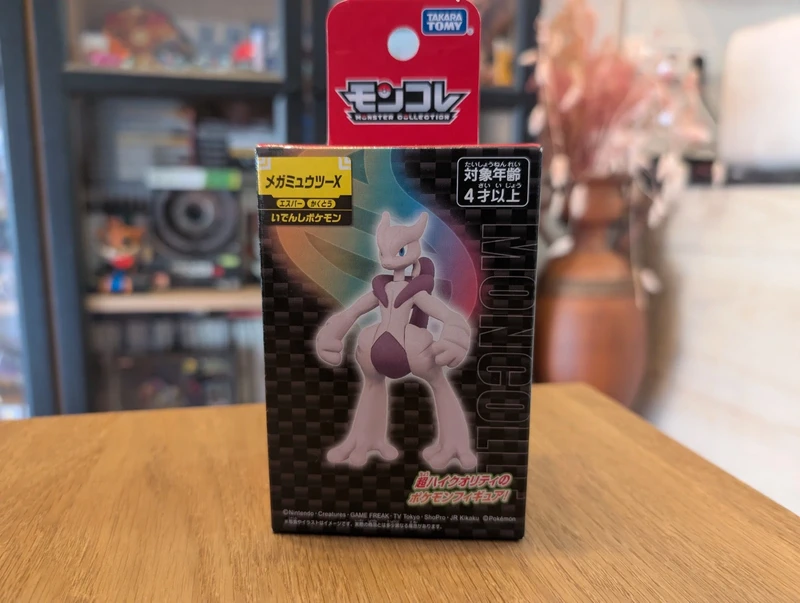 TAKARA
TOMY
モンコレ
MONSTER COLLECTION
メガミュウツーX
エスパー かくとう
いでんしポケモン
たいしょうねんれい
対象年齢
さいいじょう
4才以上
MONCOLL
超ハイクオリティの
ポケモンフィギュア!
©Nintendo・Creatures・GAME FREAK・TV Tokyo・ShoPro・JR Kikaku ©Pokémon